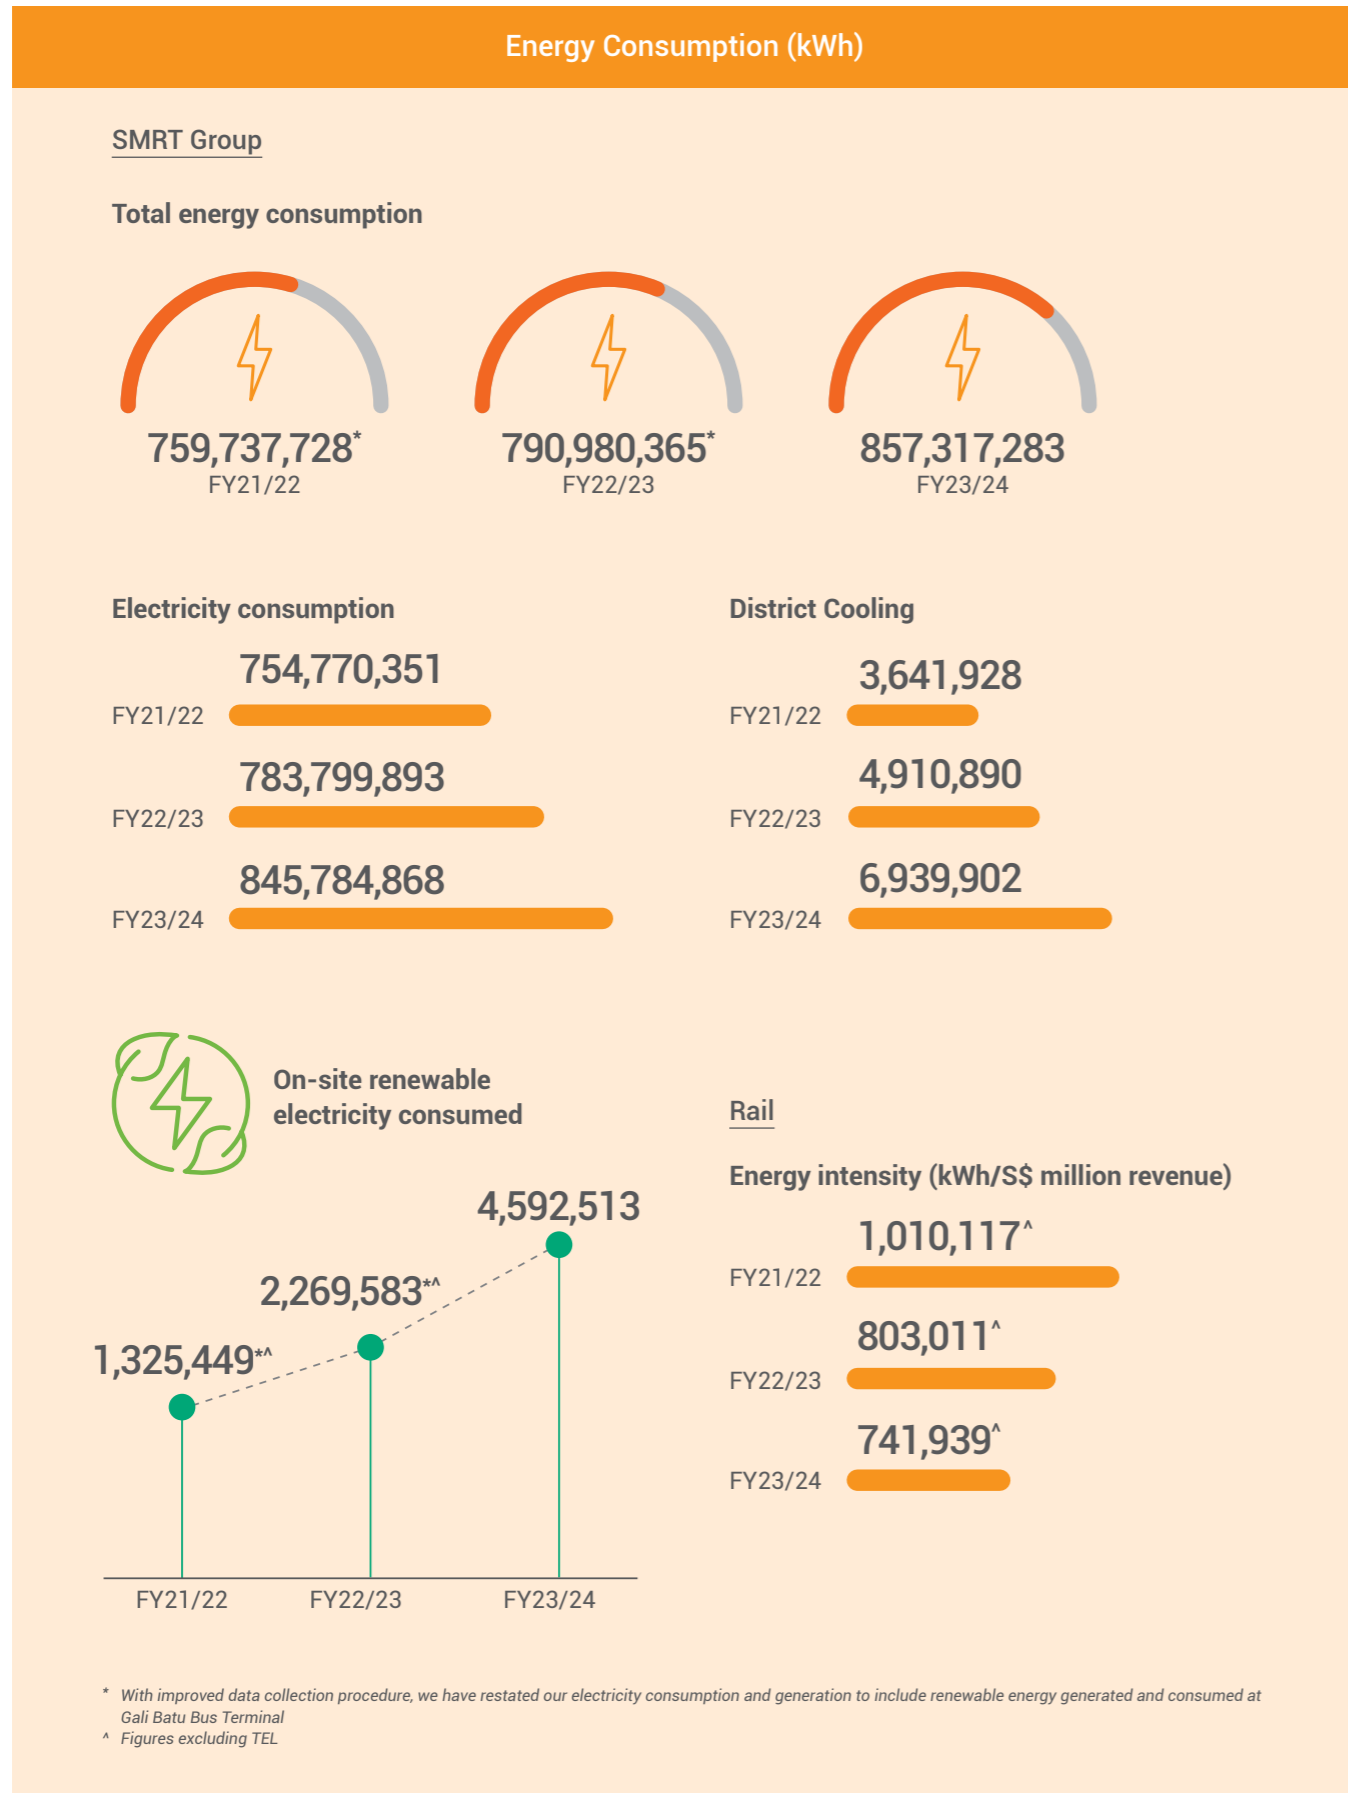 Energy Consumption (kWh)
SMRT Group
Total energy consumption
759,737,728*
FY21/22
790,980,365*
FY22/23
857,317,283
FY23/24
Electricity consumption
754,770,351
FY21/22
783,799,893
FY22/23
845,784,868
FY23/24
District Cooling
3,641,928
FY21/22
4,910,890
FY22/23
6,939,902
FY23/24
On-site renewable
electricity consumed
1,325,449*^
2,269,583*^
4,592,513
FY21/22
FY22/23
FY23/24
Rail
Energy intensity (kWh/S$ million revenue)
1,010,117^
FY21/22
803,011^
FY22/23
741,939^
FY23/24
* With improved data collection procedure, we have restated our electricity consumption and generation to include renewable energy generated and consumed at
Gali Batu Bus Terminal
^ Figures excluding TEL